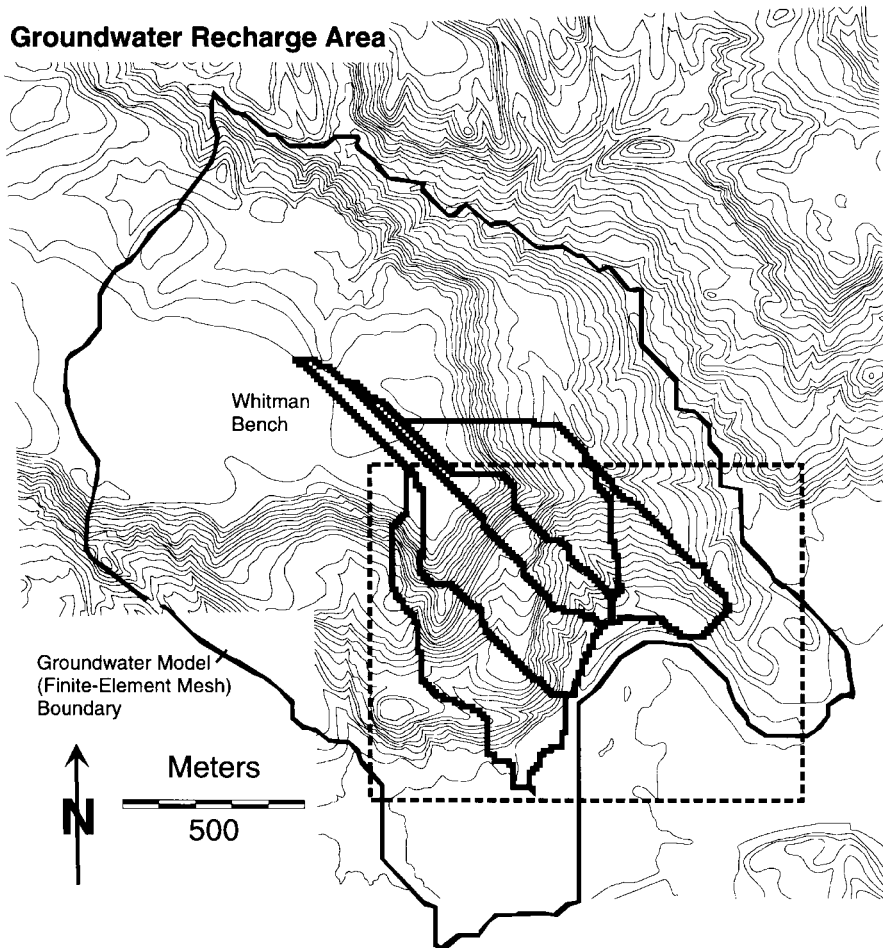 Groundwater Recharge Area
Whitman
Bench
Groundwater Model
(Finite-Element Mesh)
Boundary
Meters
N
500